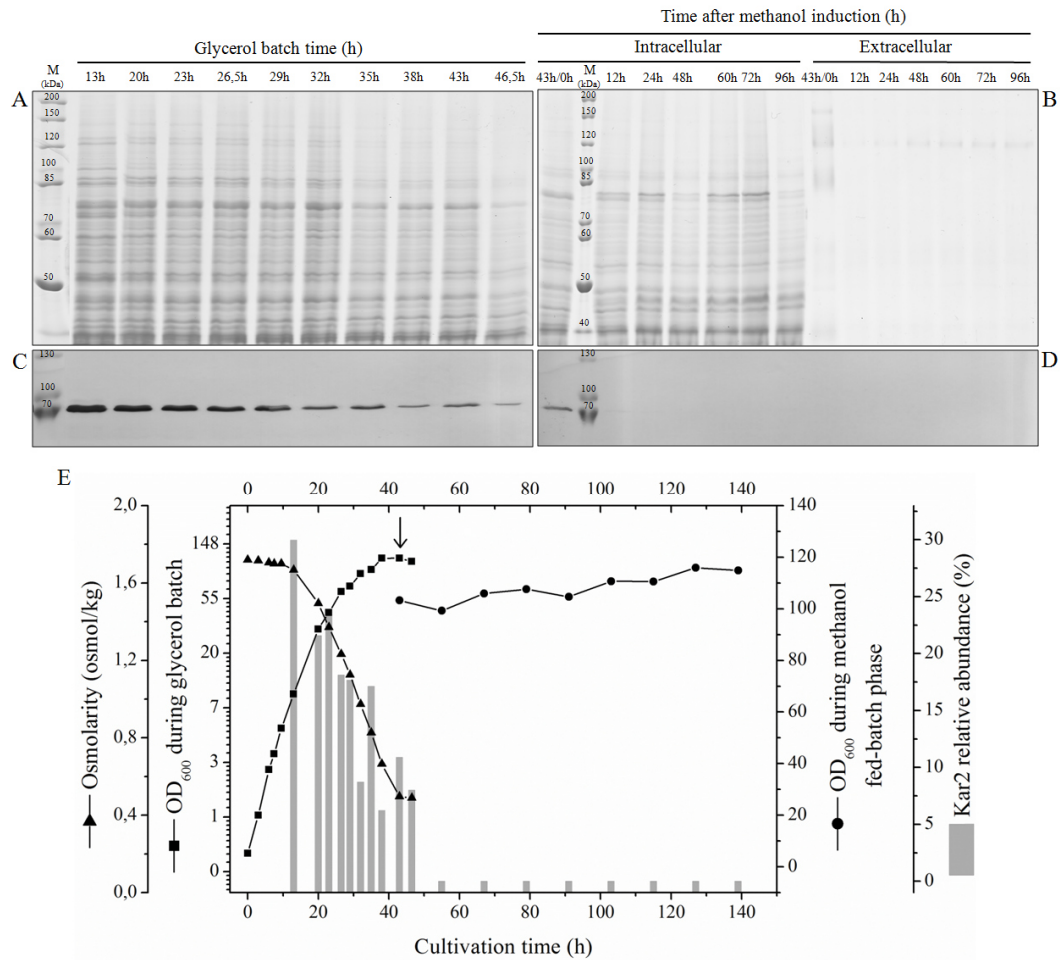 Time after methanol induction (h)
Glycerol batch time (h)
Intracellular
Extracellular
M
(kDa)
13h 20h 23h 26,5h 29h 32h 35h 38h 43h 46,5h
43h/0h
M
(kDa)
12h 24h 48h 60h 72h 96h
43h/0h 12h 24h 48h 60h 72h 96h
A
200
150
120
100
85
70
60
50
B
200
150
120
100
85
70
60
50
40
C
130
100
70
D
130
100
70
E
0 20 40 60 80 100 120 140
2,0
1,6
1,2
0,8
0,4
0,0
Osmolarity (osmol/kg)
148
55
20
7
3
1
0
OD600 during glycerol batch
140
120
100
80
60
40
20
0
OD600 during methanol
fed-batch phase
30
25
20
15
10
5
0
Kar2 relative abundance (%)
0 20 40 60 80 100 120 140
Cultivation time (h)